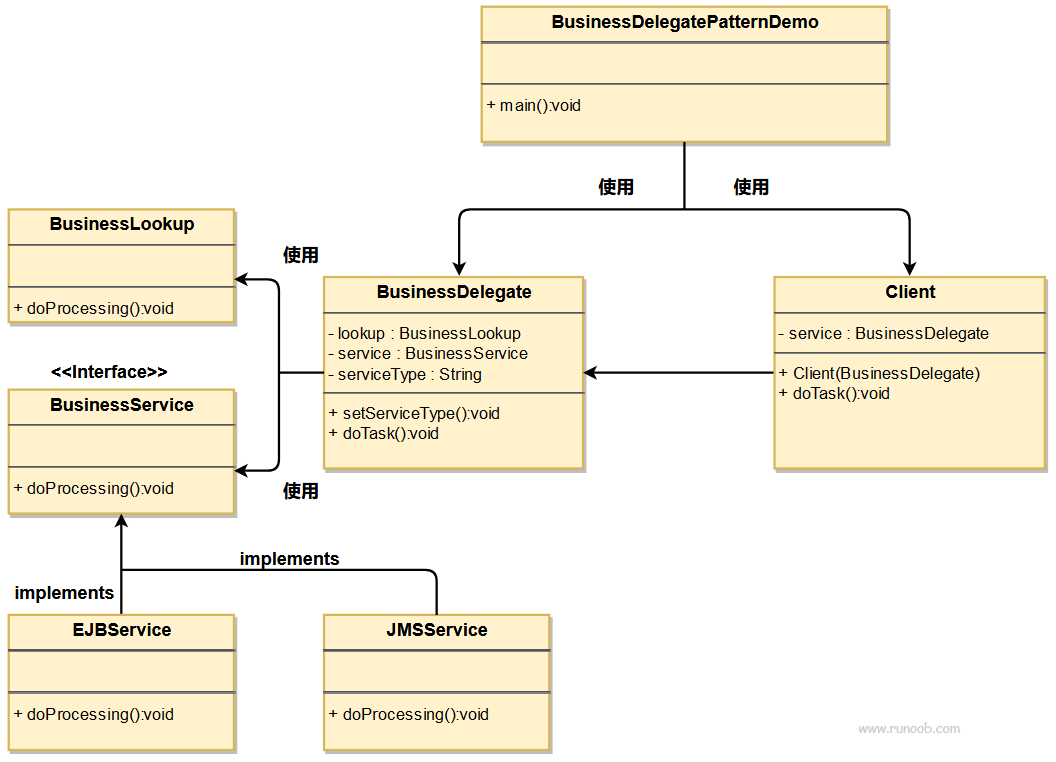 BusinessDelegatePatternDemo
+ main():void
使用
使用
BusinessLookup
+ doProcessing():void
使用
BusinessDelegate
- lookup : BusinessLookup
- service : BusinessService
- serviceType : String
+ setServiceType():void
+ doTask():void
Client
- service : BusinessDelegate
+ Client(BusinessDelegate)
+ doTask():void
<<Interface>>
BusinessService
+ doProcessing():void
使用
implements
implements
EJBService
+ doProcessing():void
JMSService
+ doProcessing():void
www.runoob.com